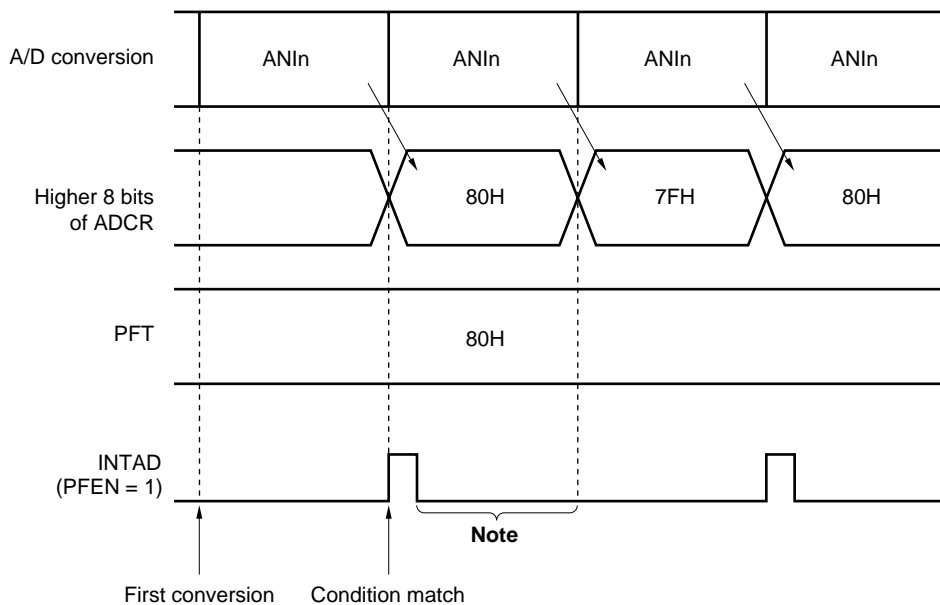 A/D conversion
ANIn
ANIn
ANIn
ANIn
Higher 8 bits
of ADCR
80H
7FH
80H
PFT
80H
INTAD
(PFEN = 1)
Note
First conversion
Condition match